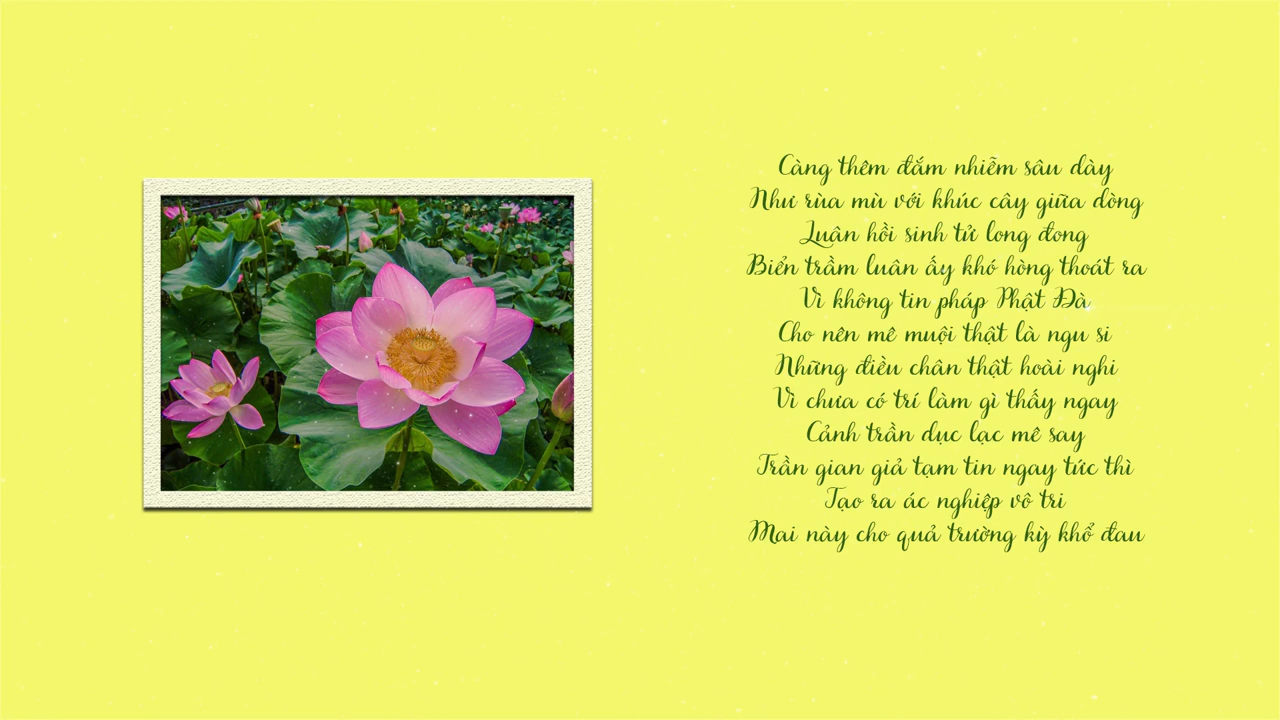 Càng thêm đắm nhiễm sâu dày
Như rùa mù với khúc cây giữa dòng
Luân hồi sinh tử long đong
Biển trầm luân ấy khó hòng thoát ra
Vì không tin pháp Phật Đà
Cho nên mê muội thật là ngu si
Những điều chân thật hoài nghi
Vì chưa có trí làm gì thấy ngay
Cảnh trần dục lạc mê say
Trần gian giả tạm tin ngay tức thì
Tạo ra ác nghiệp vô tri
Mai này cho quả trường kỳ khổ đau